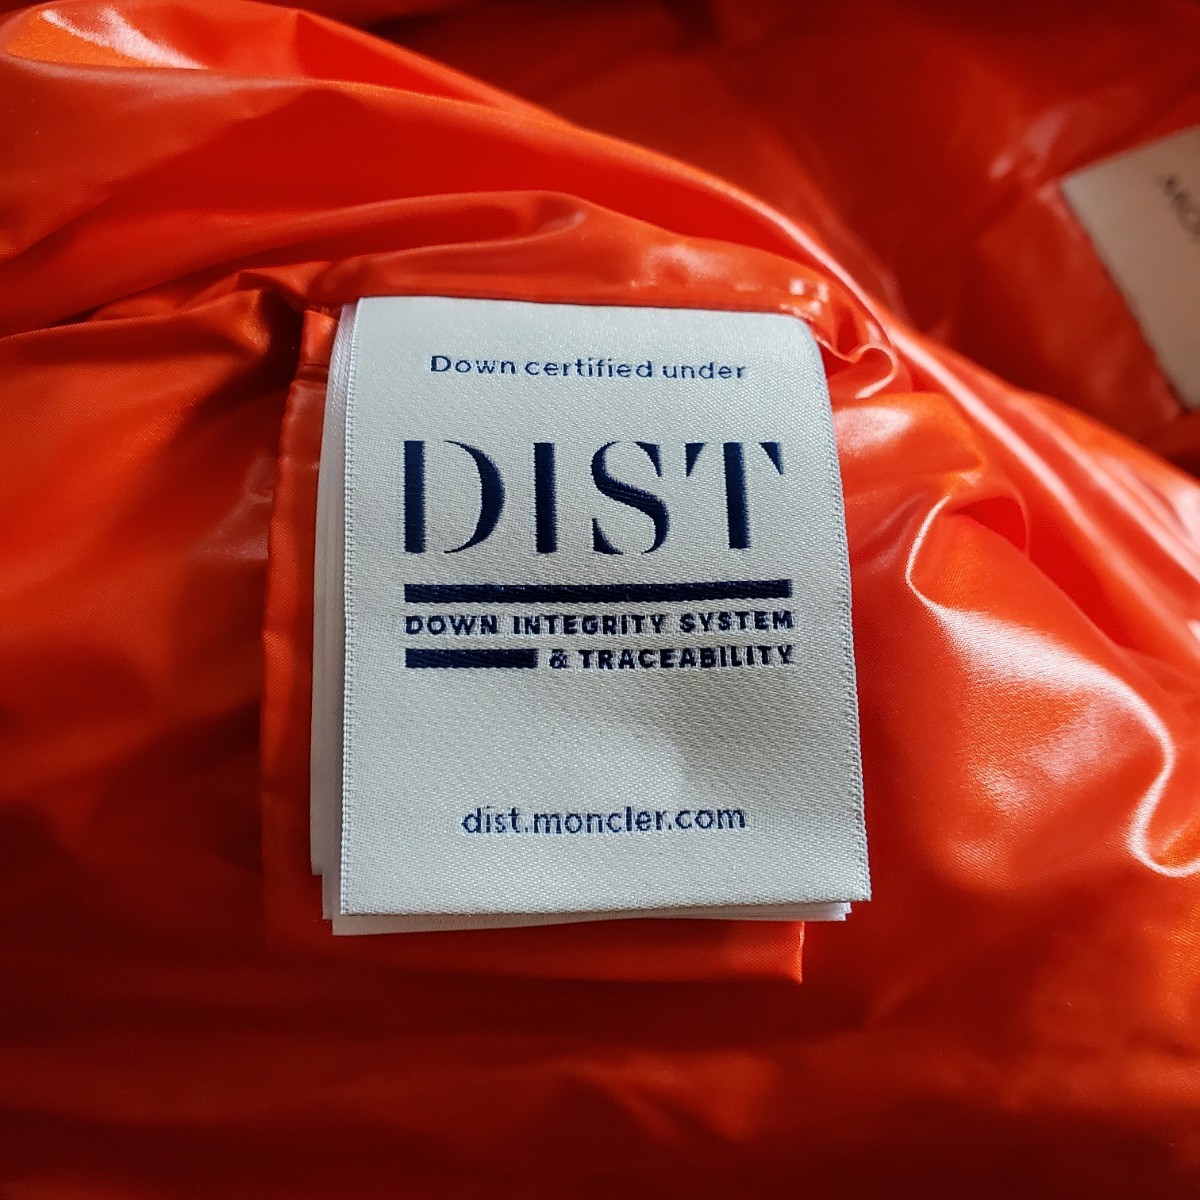 Down certified under
DIST
DOWN INTEGRITY SYSTEM
& TRACEABILITY
dist.moncler.com